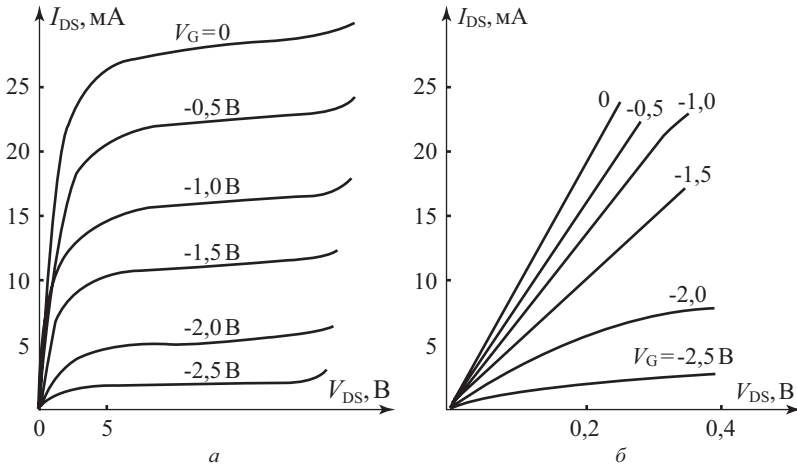 I_DS, мА
V_G=0
25
-0,5 В
20
-1,0 В
15
-1,5 В
10
-2,0 В
5
-2,5 В
V_DS, В
0
5
а
I_DS, мА
25
0
-0,5
-1,0
20
-1,5
15
10
-2,0
5
V_G=-2,5 В
V_DS, В
0,2
0,4
б